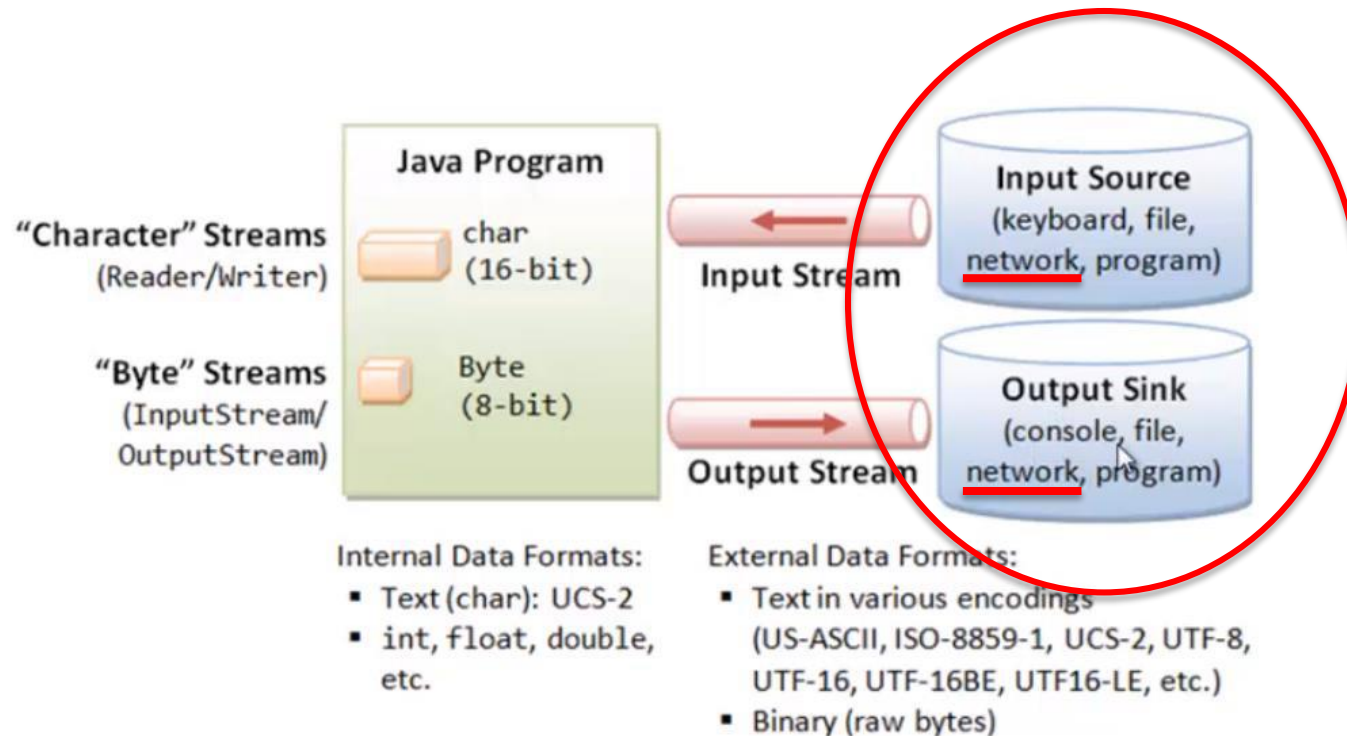 Java Program
"Character" Streams
(Reader/Writer)
char
(16-bit)
"Byte" Streams
(InputStream/
OutputStream)
Byte
(8-bit)
Input Stream
Output Stream
Input Source
(keyboard, file,
network, program)
Output Sink
(console, file,
network, program)
Internal Data Formats:
▪ Text (char): UCS-2
▪ int, float, double,
etc.
External Data Formats:
▪ Text in various encodings
(US-ASCII, ISO-8859-1, UCS-2, UTF-8,
UTF-16, UTF-16BE, UTF16-LE, etc.)
▪ Binary (raw bytes)